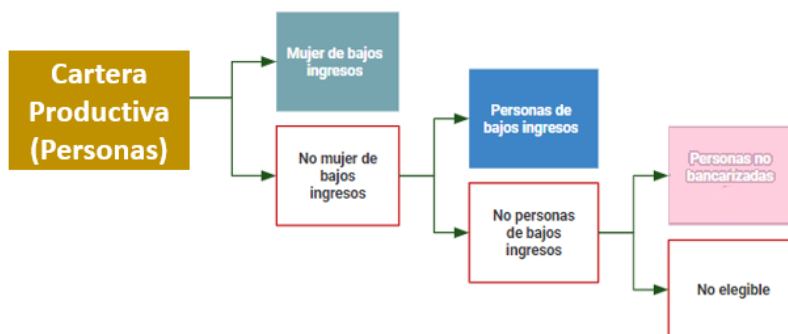 Cartera
Productiva
(Personas)
Mujer de bajos
ingresos
No mujer de
bajos
ingresos
Personas de
bajos ingresos
No personas
de bajos
ingresos
Personas no
bancarizadas
No elegible